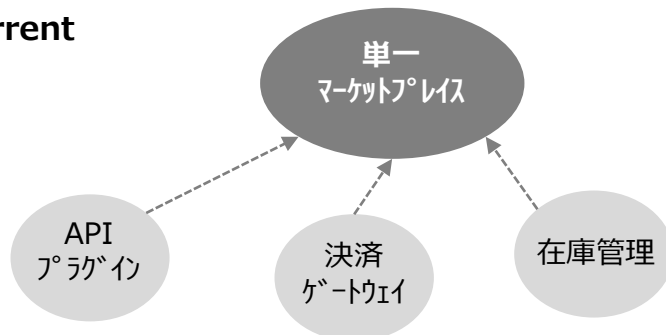 rrent
単一
ﾏｰｹｯﾄﾌﾟﾚｲｽ
API
ﾌﾟﾗｸﾞｲﾝ
決済
ｹﾞｰﾄｳｪｲ
在庫管理